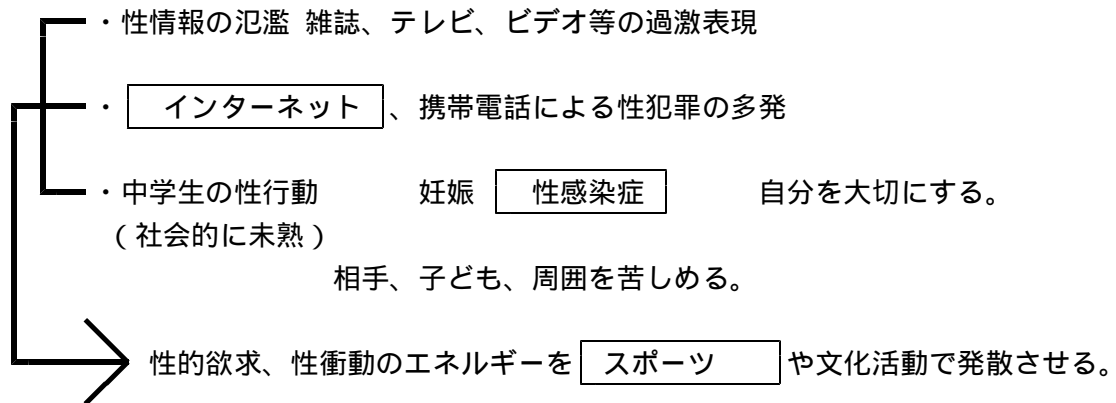 ・性情報の氾濫 雑誌、テレビ、ビデオ等の過激表現
・ インターネット 、携帯電話による性犯罪の多発
・中学生の性行動 妊娠 性感染症 自分を大切にする。
(社会的に未熟)
相手、子ども、周囲を苦しめる。
性的欲求、性衝動のエネルギーを スポーツ や文化活動で発散させる。